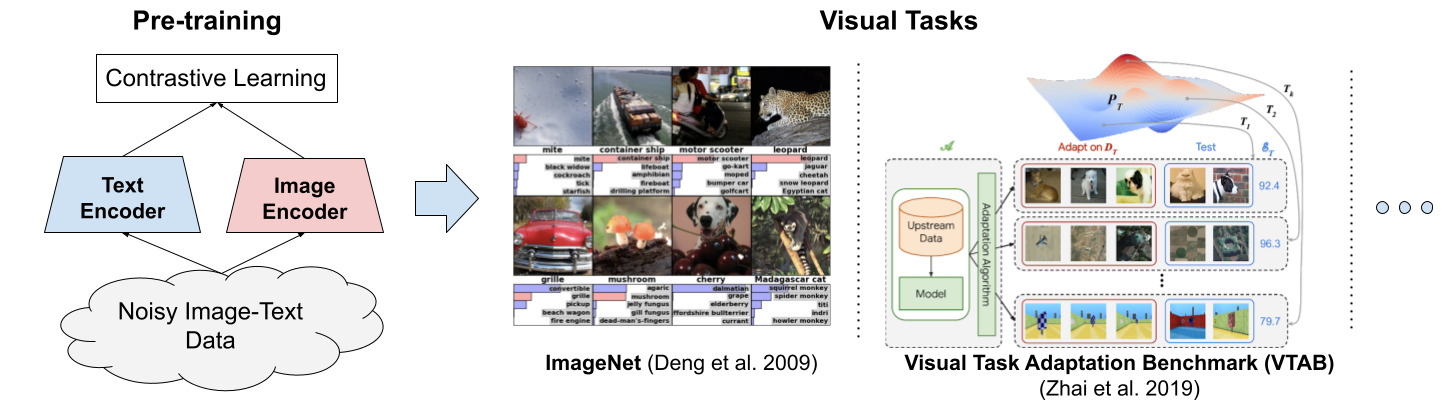 Pre-training
Contrastive Learning
Text
Encoder
Image
Encoder
Noisy Image-Text
Data
Visual Tasks
mite
container ship
motor scooter
leopard
mite
black widow
cockroach
tick
starfish
container ship
lifeboat
amphibian
fireboat
drilling platform
motor scooter
go-kart
moped
bumper car
golfcart
leopard
jaguar
cheetah
snow leopard
Egyptian cat
grille
mushroom
cherry
Madagascar cat
convertible
grille
pickup
beach wagon
fire engine
agaric
mushroom
jelly fungus
gill fungus
dead-man's-fingers
dalmatian
grape
elderberry
ffordshire bullterrier
currant
squirrel monkey
spider monkey
titi
indri
howler monkey
ImageNet (Deng et al. 2009)
P_T
T_k
T_2
T_1
𝒜
Adapt on D_T
Test
ℰ_T
Upstream
Data
Model
Adaptation Algorithm
92.4
96.3
79.7
Visual Task Adaptation Benchmark (VTAB)
(Zhai et al. 2019)